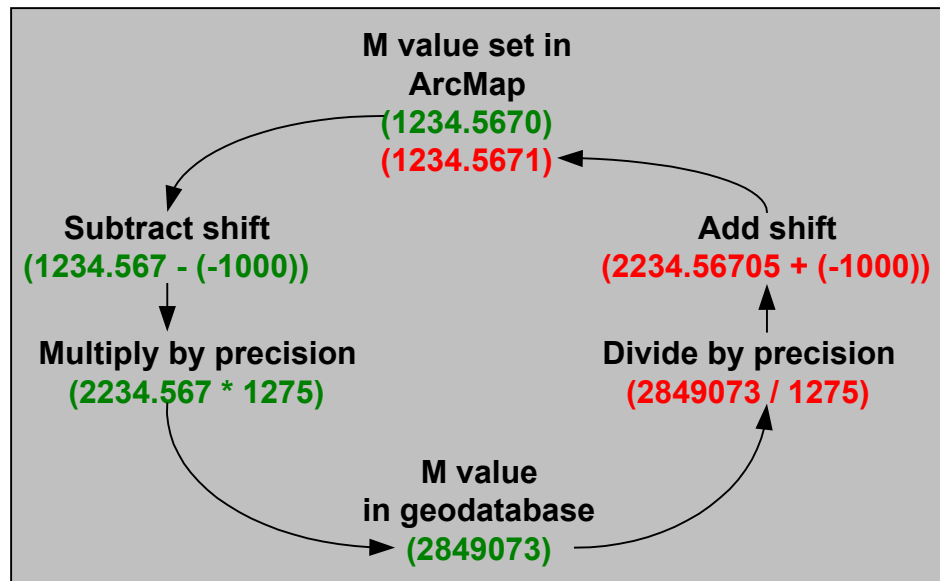 M value set in
ArcMap
(1234.5670)
(1234.5671)
Subtract shift
(1234.567 - (-1000))
Multiply by precision
(2234.567 * 1275)
M value
in geodatabase
(2849073)
Divide by precision
(2849073 / 1275)
Add shift
(2234.56705 + (-1000))